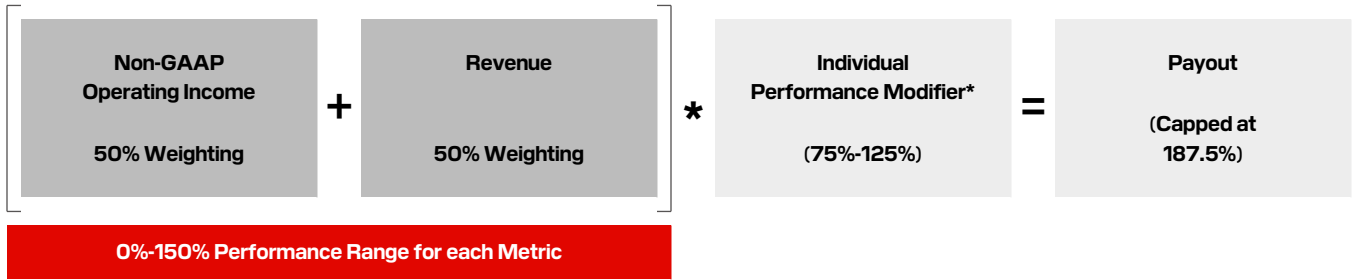 Non-GAAP
Operating Income
50% Weighting
+
Revenue
50% Weighting
*
Individual
Performance Modifier*
(75%-125%)
=
Payout
(Capped at
187.5%)
0%-150% Performance Range for each Metric